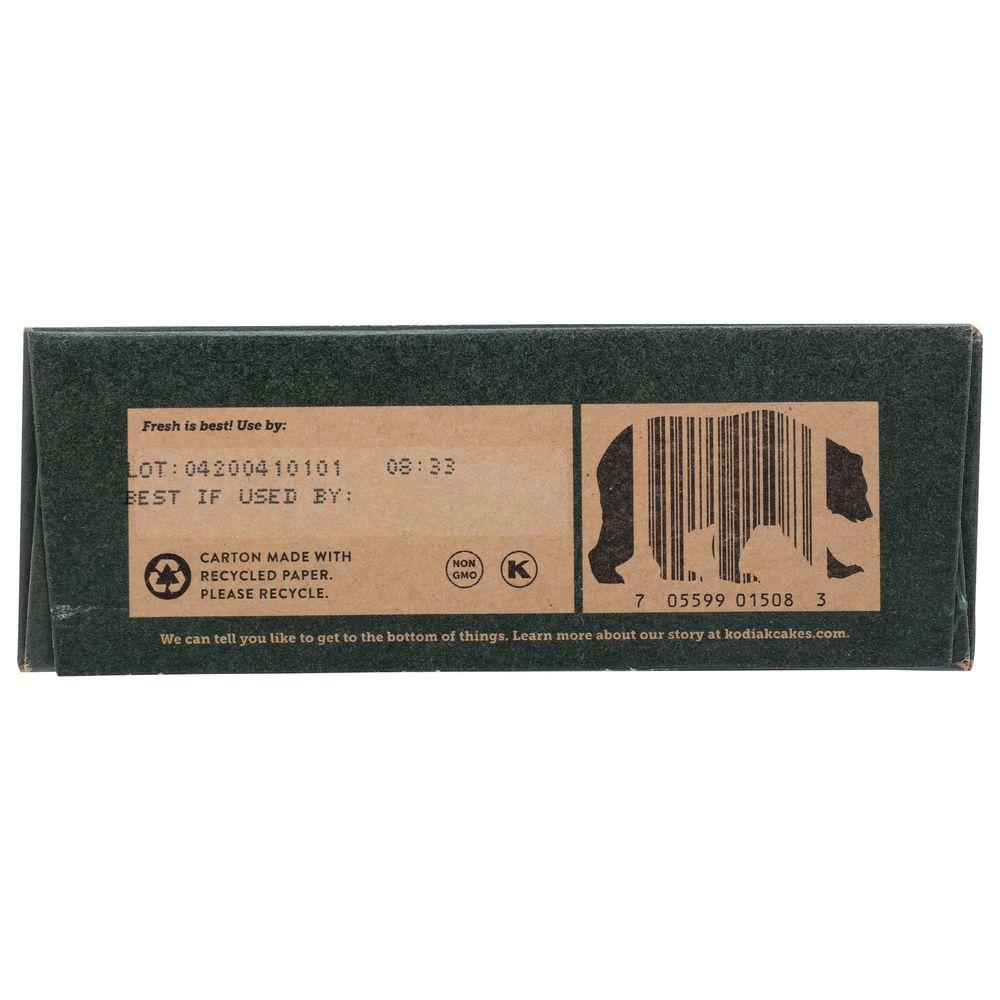 Fresh is best! Use by:
LOT:04200410101 08:33
BEST IF USED BY:
CARTON MADE WITH
RECYCLED PAPER.
PLEASE RECYCLE.
NON
GMO
K
7 05599 01508 3
We can tell you like to get to the bottom of things. Learn more about our story at kodiakcakes.com.